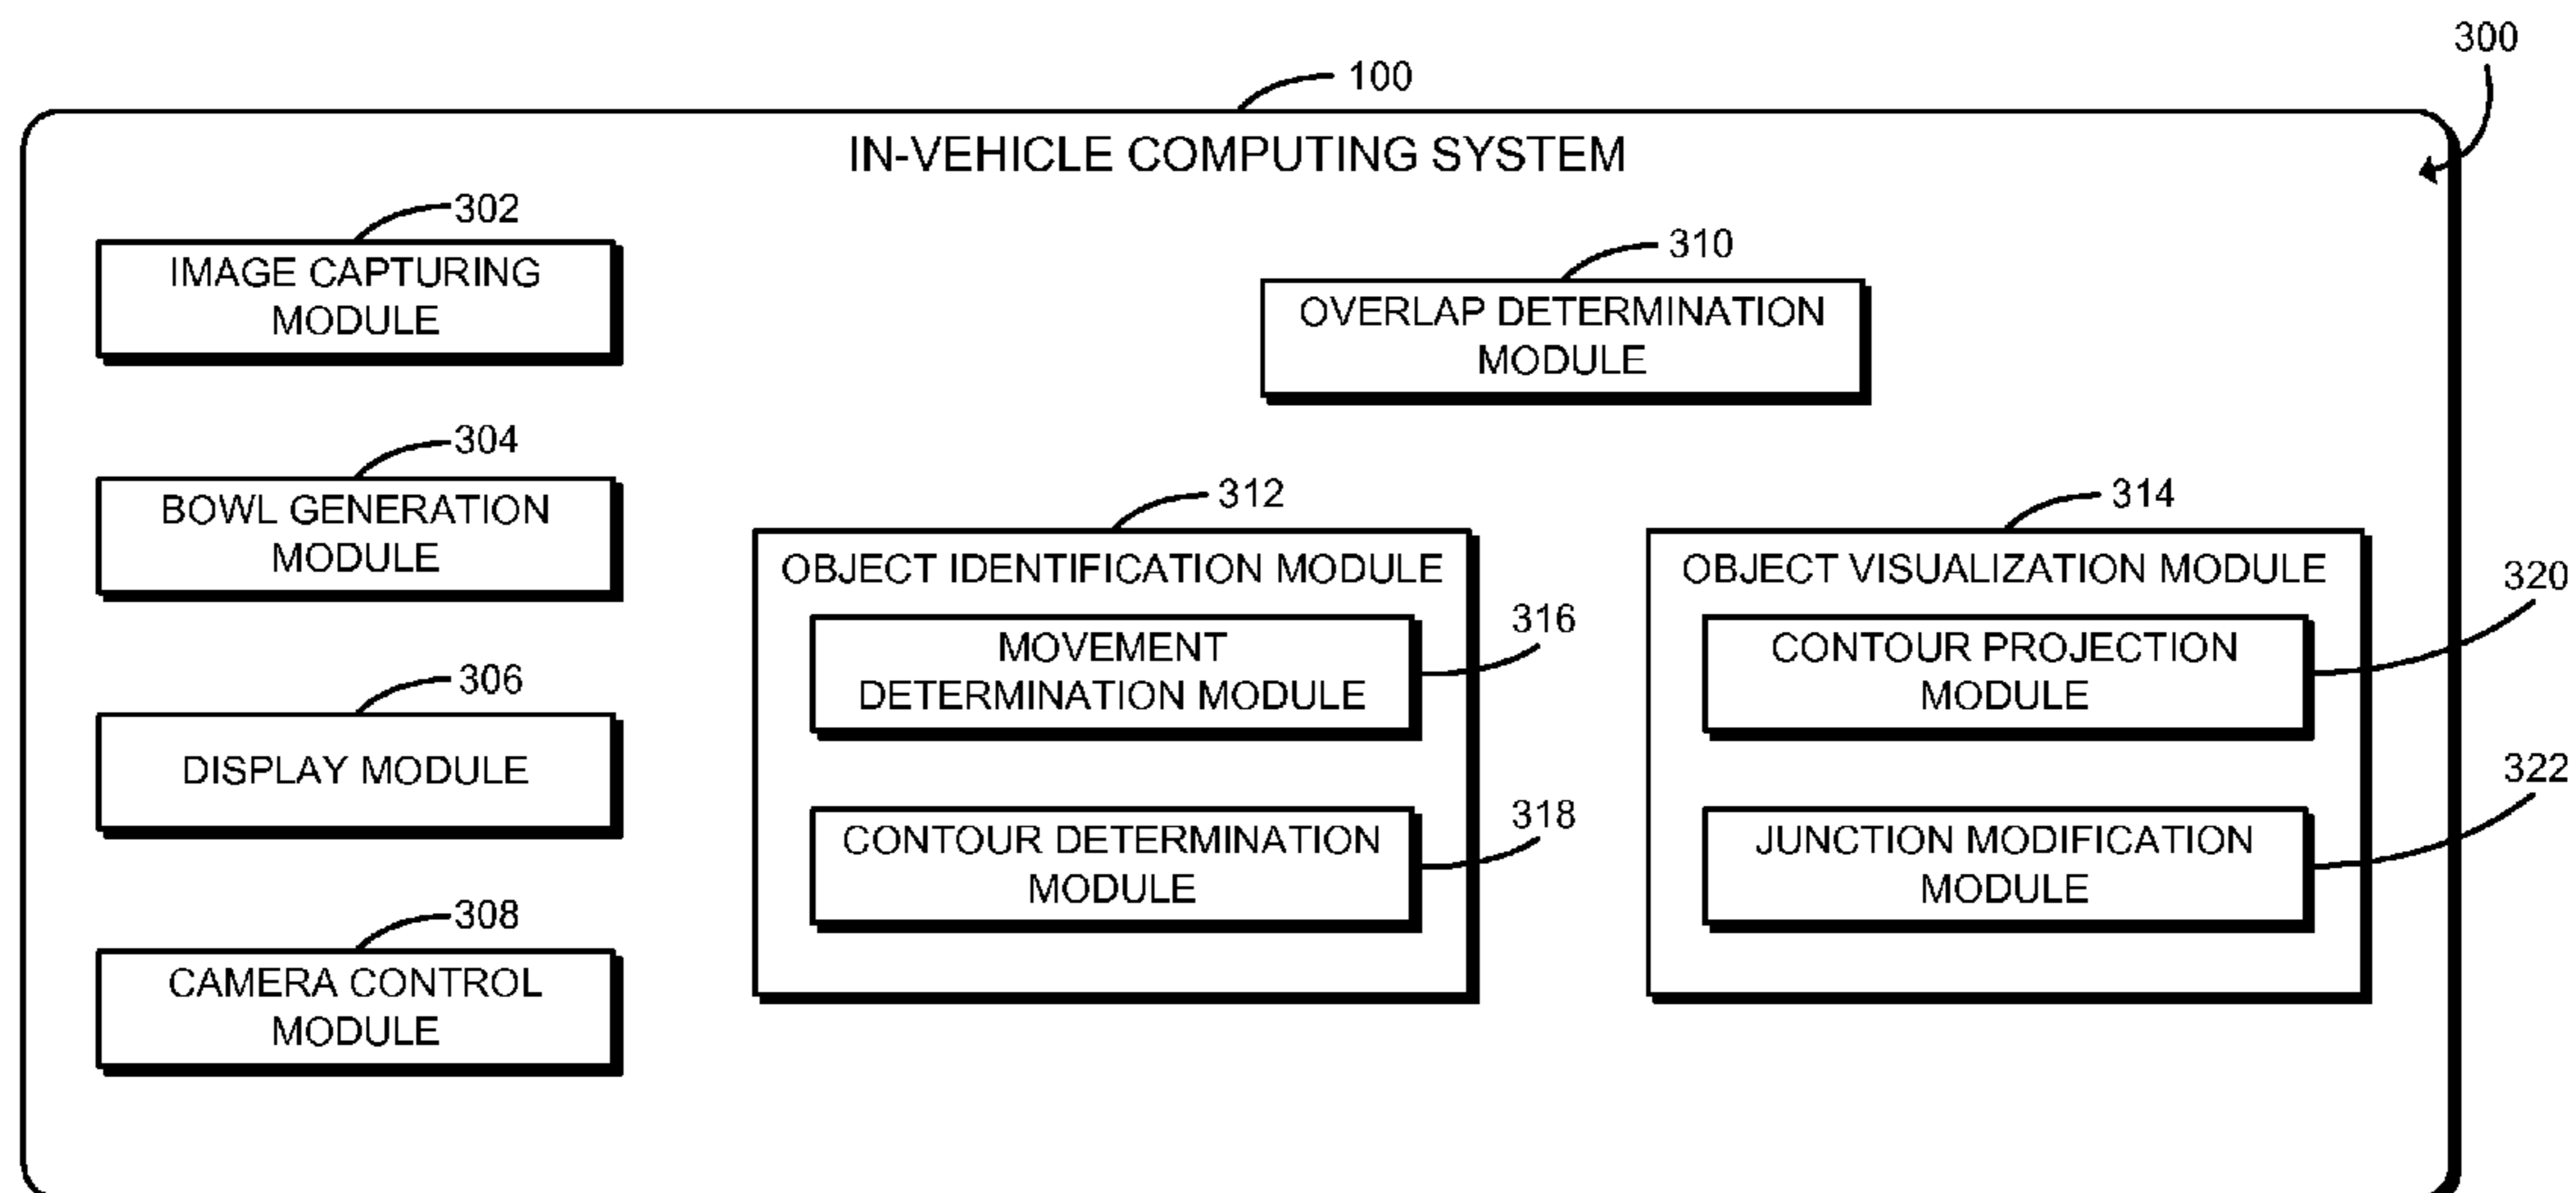 300
100
IN-VEHICLE COMPUTING SYSTEM
302
IMAGE CAPTURING
MODULE
310
OVERLAP DETERMINATION
MODULE
304
BOWL GENERATION
MODULE
306
DISPLAY MODULE
308
CAMERA CONTROL
MODULE
312
OBJECT IDENTIFICATION MODULE
316
MOVEMENT
DETERMINATION MODULE
318
CONTOUR DETERMINATION
MODULE
314
OBJECT VISUALIZATION MODULE
320
CONTOUR PROJECTION
MODULE
322
JUNCTION MODIFICATION
MODULE